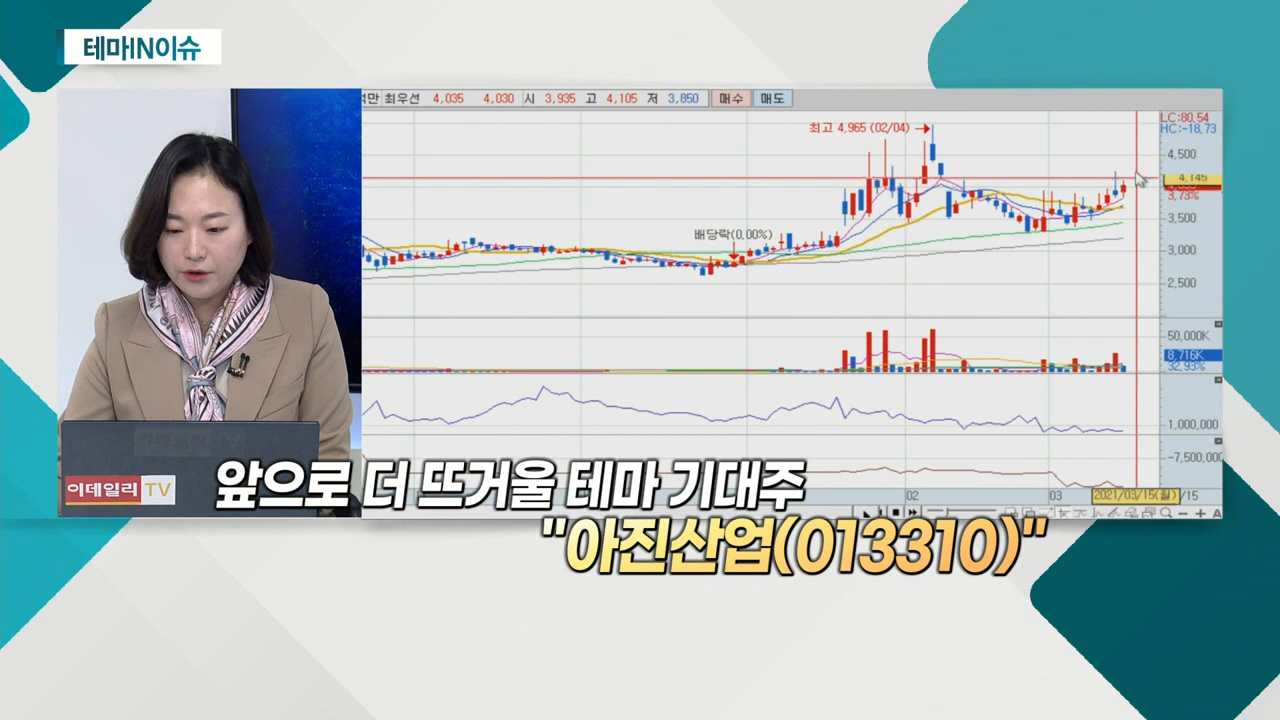 테마IN이슈
최우선 4,035 4,030 시 3,935 고 4,105 저 3,850 매수 매도
LC:80.54
HC:-18.73
최고 4,965 (02/04)
4,500
4,145
3.73%
3,500
배당락(0.00%)
3,000
2,500
50,000K
8,716K
32.93%
1,000,000
-7,500,000
02 03 2021/03/15(월) /15
이데일리TV
앞으로 더 뜨거울 테마 기대주
"아진산업(013310)"